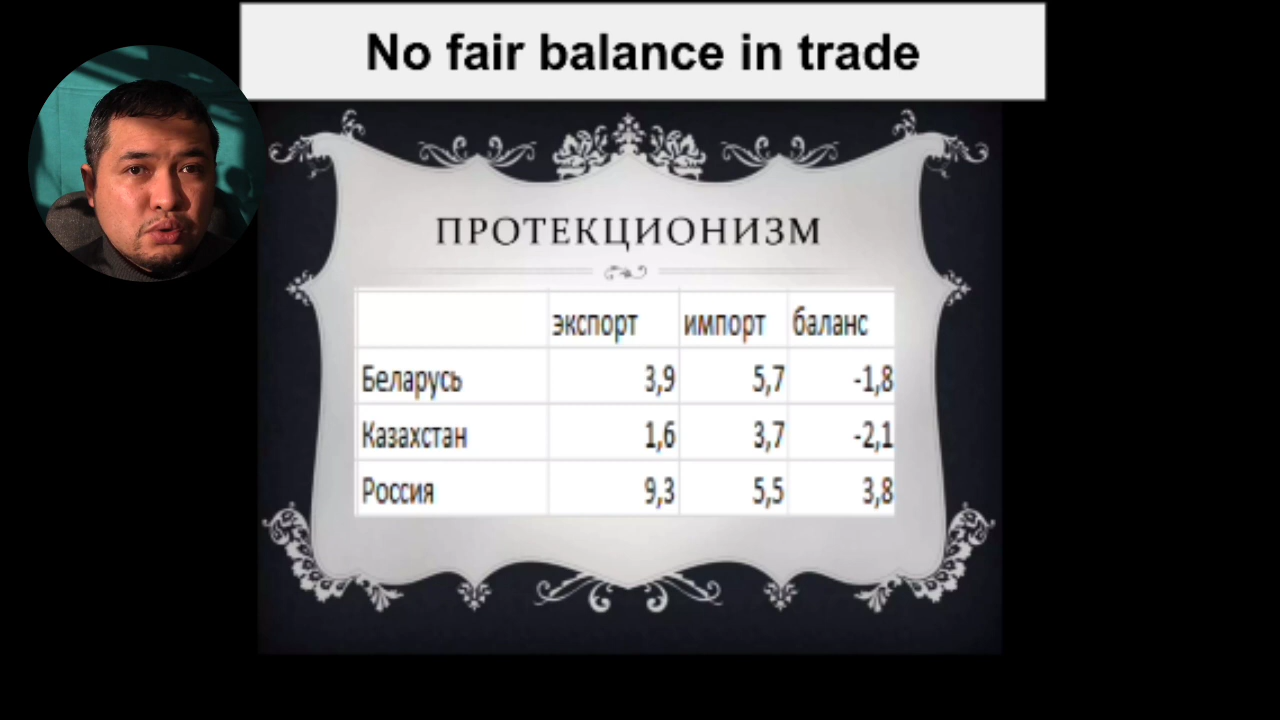 No fair balance in trade
ПРОТЕКЦИОНИЗМ
экспорт импорт баланс
Беларусь 3,9 5,7 -1,8
Казахстан 1,6 3,7 -2,1
Россия 9,3 5,5 3,8